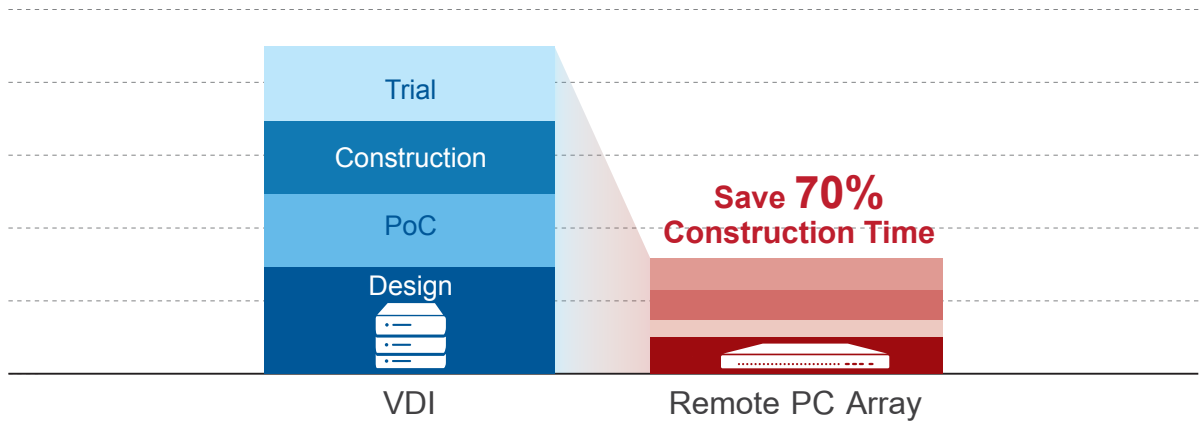 Trial
Construction
PoC
Design
Save 70%
Construction Time
VDI
Remote PC Array